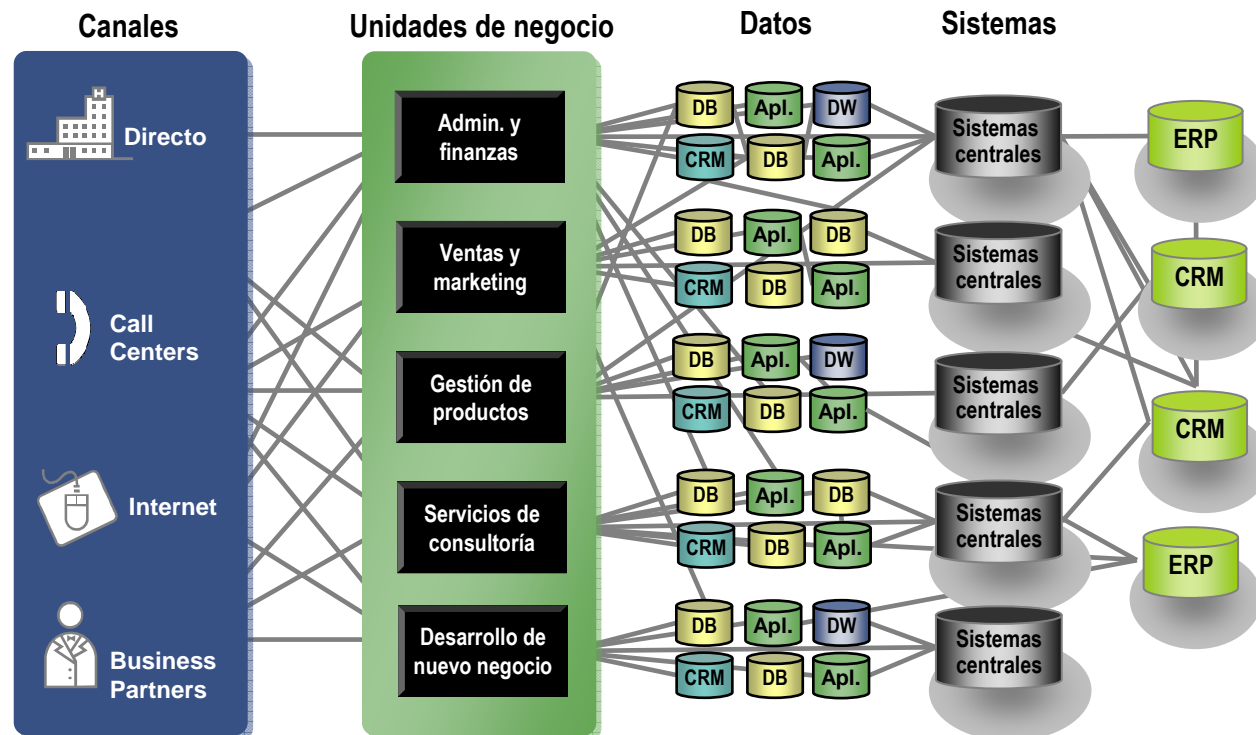 Canales
Unidades de negocio
Datos
Sistemas
Directo
Call
Centers
Internet
Business
Partners
Admin. y
finanzas
Ventas y
marketing
Gestión de
productos
Servicios de
consultoría
Desarrollo de
nuevo negocio
DB Apl. DW
CRM DB Apl.
DB Apl. DB
CRM DB Apl.
DB Apl. DW
CRM DB Apl.
DB Apl. DB
CRM DB Apl.
DB Apl. DW
CRM DB Apl.
Sistemas
centrales
Sistemas
centrales
Sistemas
centrales
Sistemas
centrales
Sistemas
centrales
ERP
CRM
CRM
ERP
H